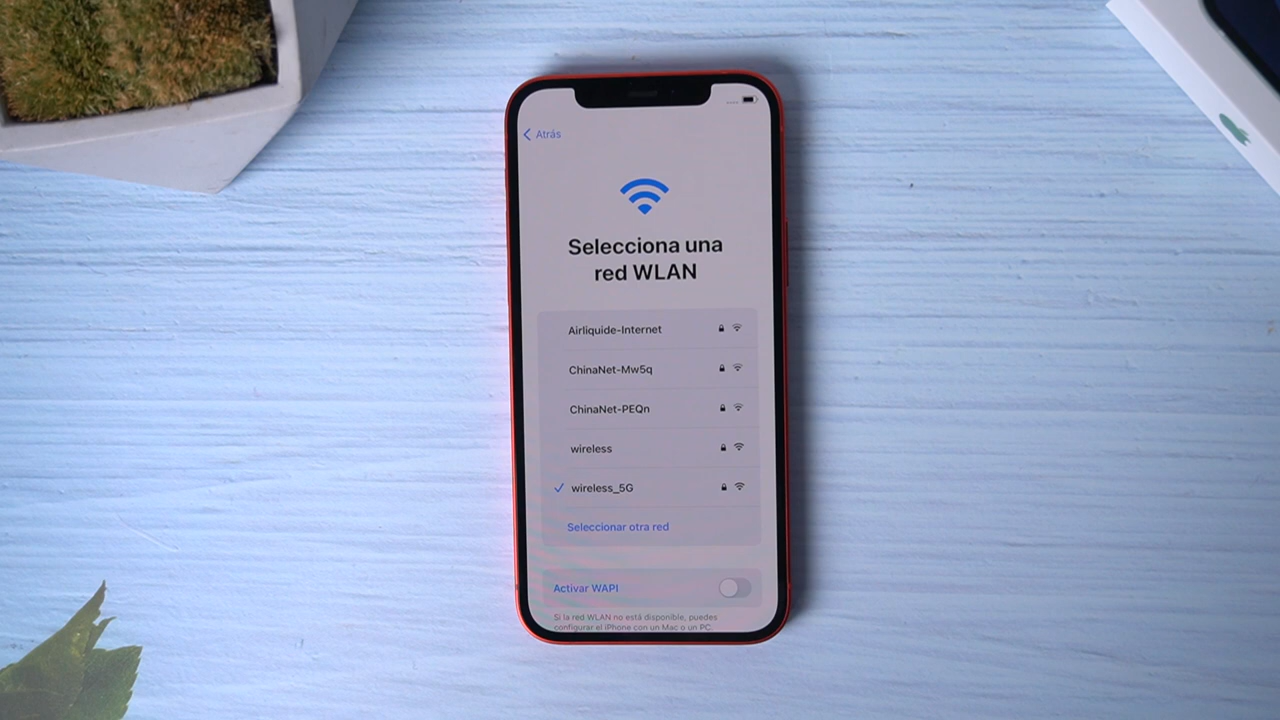 Atrás
Selecciona una
red WLAN
Airliquide-Internet
ChinaNet-Mw5q
ChinaNet-PEQn
wireless
wireless_5G
Seleccionar otra red
Activar WAPI
Si la red WLAN no está disponible, puedes
configurar el iPhone con un Mac o un PC.